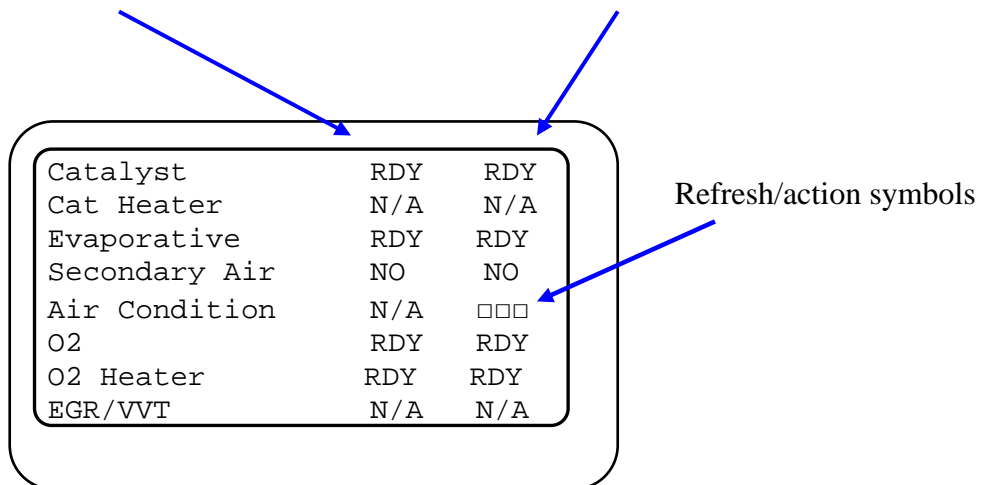 Catalyst RDY RDY
Cat Heater N/A N/A
Evaporative RDY RDY
Secondary Air NO NO
Air Condition N/A □□□
O2 RDY RDY
O2 Heater RDY RDY
EGR/VVT N/A N/A
Refresh/action symbols